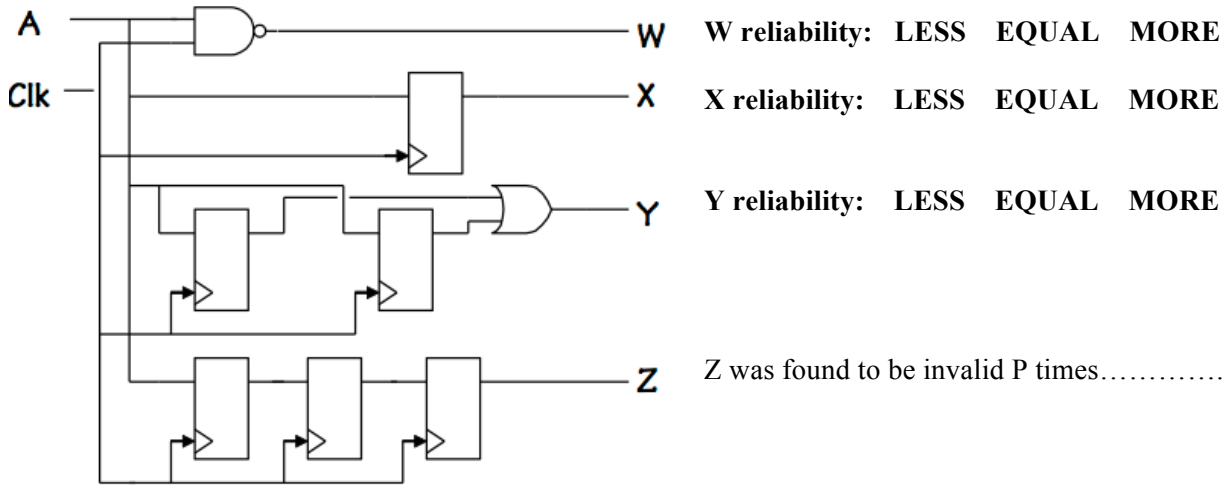 A
W
W reliability: LESS EQUAL MORE
Clk
X
X reliability: LESS EQUAL MORE
Y
Y reliability: LESS EQUAL MORE
Z
Z was found to be invalid P times………….